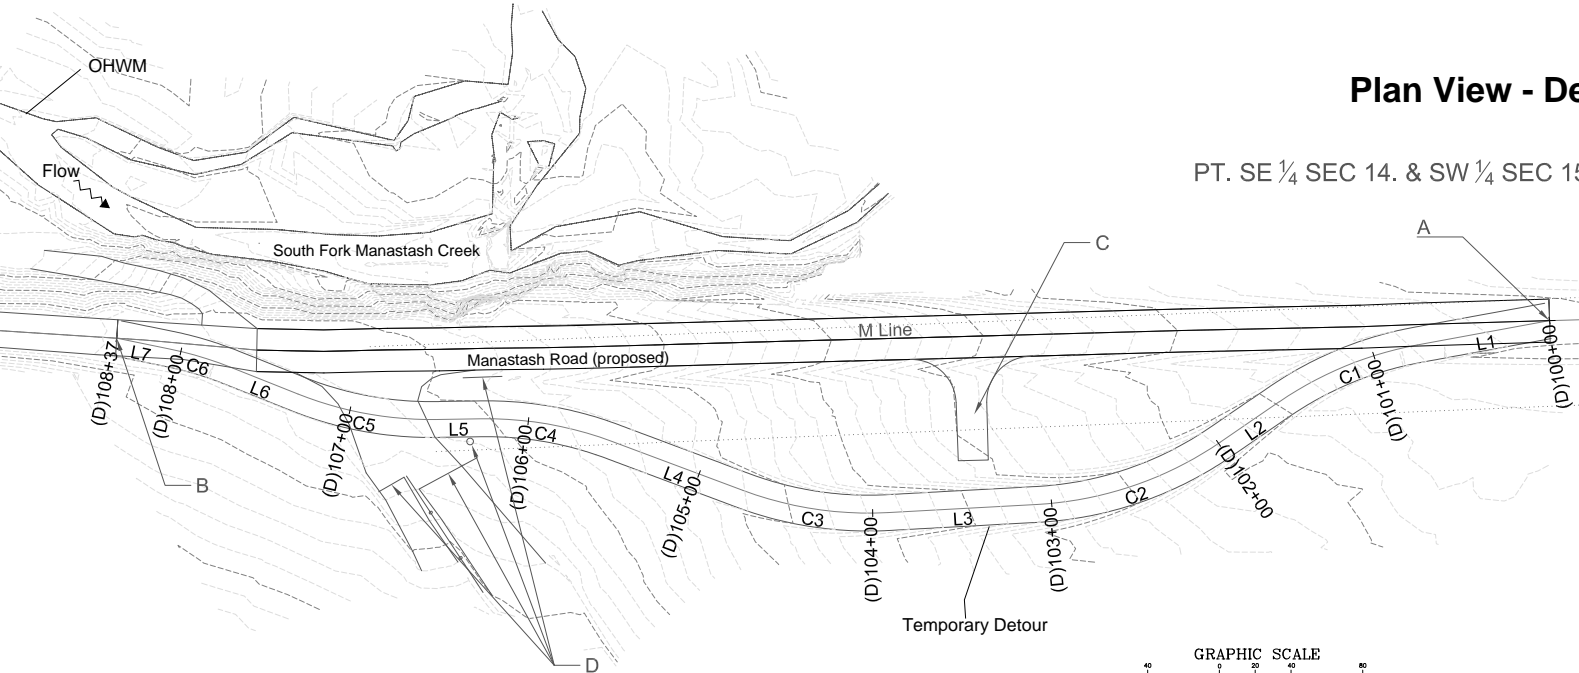 OHWM
Plan View - De
Flow
PT. SE 1/4 SEC 14. & SW 1/4 SEC 15
South Fork Manastash Creek
C
A
M Line
Manastash Road (proposed)
L7
C6
L6
C5
L5
C4
L4
C3
L3
C2
L2
C1
L1
(D)108+37
(D)108+00
(D)107+00
(D)106+00
(D)105+00
(D)104+00
(D)103+00
(D)102+00
(D)101+00
(D)100+00
B
D
Temporary Detour
GRAPHIC SCALE
40 0 20 40 80